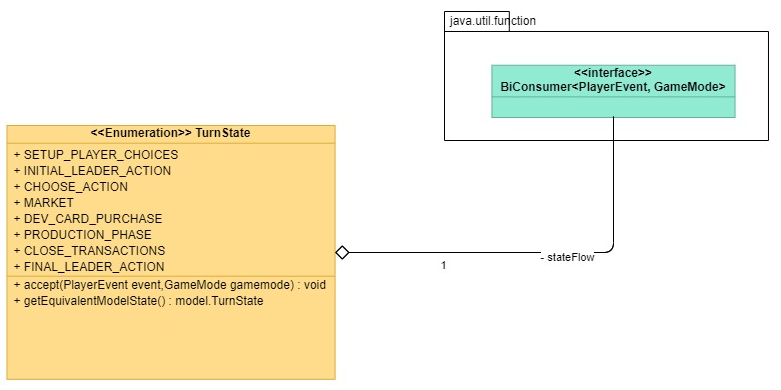 java.util.function
<<interface>>
BiConsumer<PlayerEvent, GameMode>
<<Enumeration>> TurnState
+ SETUP_PLAYER_CHOICES
+ INITIAL_LEADER_ACTION
+ CHOOSE_ACTION
+ MARKET
+ DEV_CARD_PURCHASE
+ PRODUCTION_PHASE
+ CLOSE_TRANSACTIONS
+ FINAL_LEADER_ACTION
+ accept(PlayerEvent event,GameMode gamemode) : void
+ getEquivalentModelState() : model.TurnState
1
- stateFlow